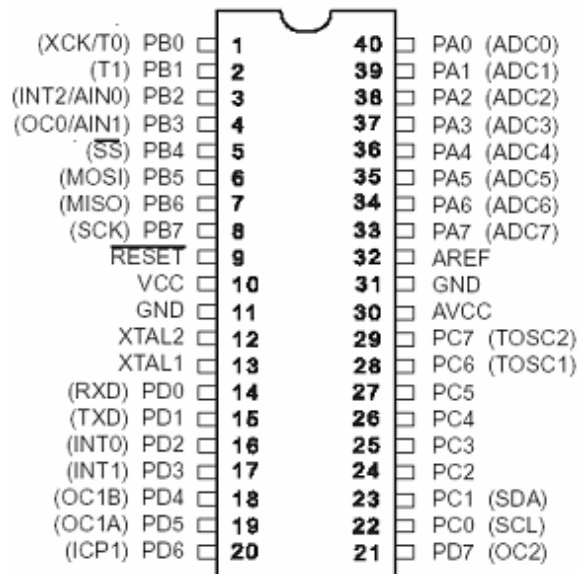 (XCK/T0) PB0 1 40 PA0 (ADC0)
(T1) PB1 2 39 PA1 (ADC1)
(INT2/AIN0) PB2 3 38 PA2 (ADC2)
(OC0/AIN1) PB3 4 37 PA3 (ADC3)
(SS) PB4 5 36 PA4 (ADC4)
(MOSI) PB5 6 35 PA5 (ADC5)
(MISO) PB6 7 34 PA6 (ADC6)
(SCK) PB7 8 33 PA7 (ADC7)
RESET 9 32 AREF
VCC 10 31 GND
GND 11 30 AVCC
XTAL2 12 29 PC7 (TOSC2)
XTAL1 13 28 PC6 (TOSC1)
(RXD) PD0 14 27 PC5
(TXD) PD1 15 26 PC4
(INT0) PD2 16 25 PC3
(INT1) PD3 17 24 PC2
(OC1B) PD4 18 23 PC1 (SDA)
(OC1A) PD5 19 22 PC0 (SCL)
(ICP1) PD6 20 21 PD7 (OC2)